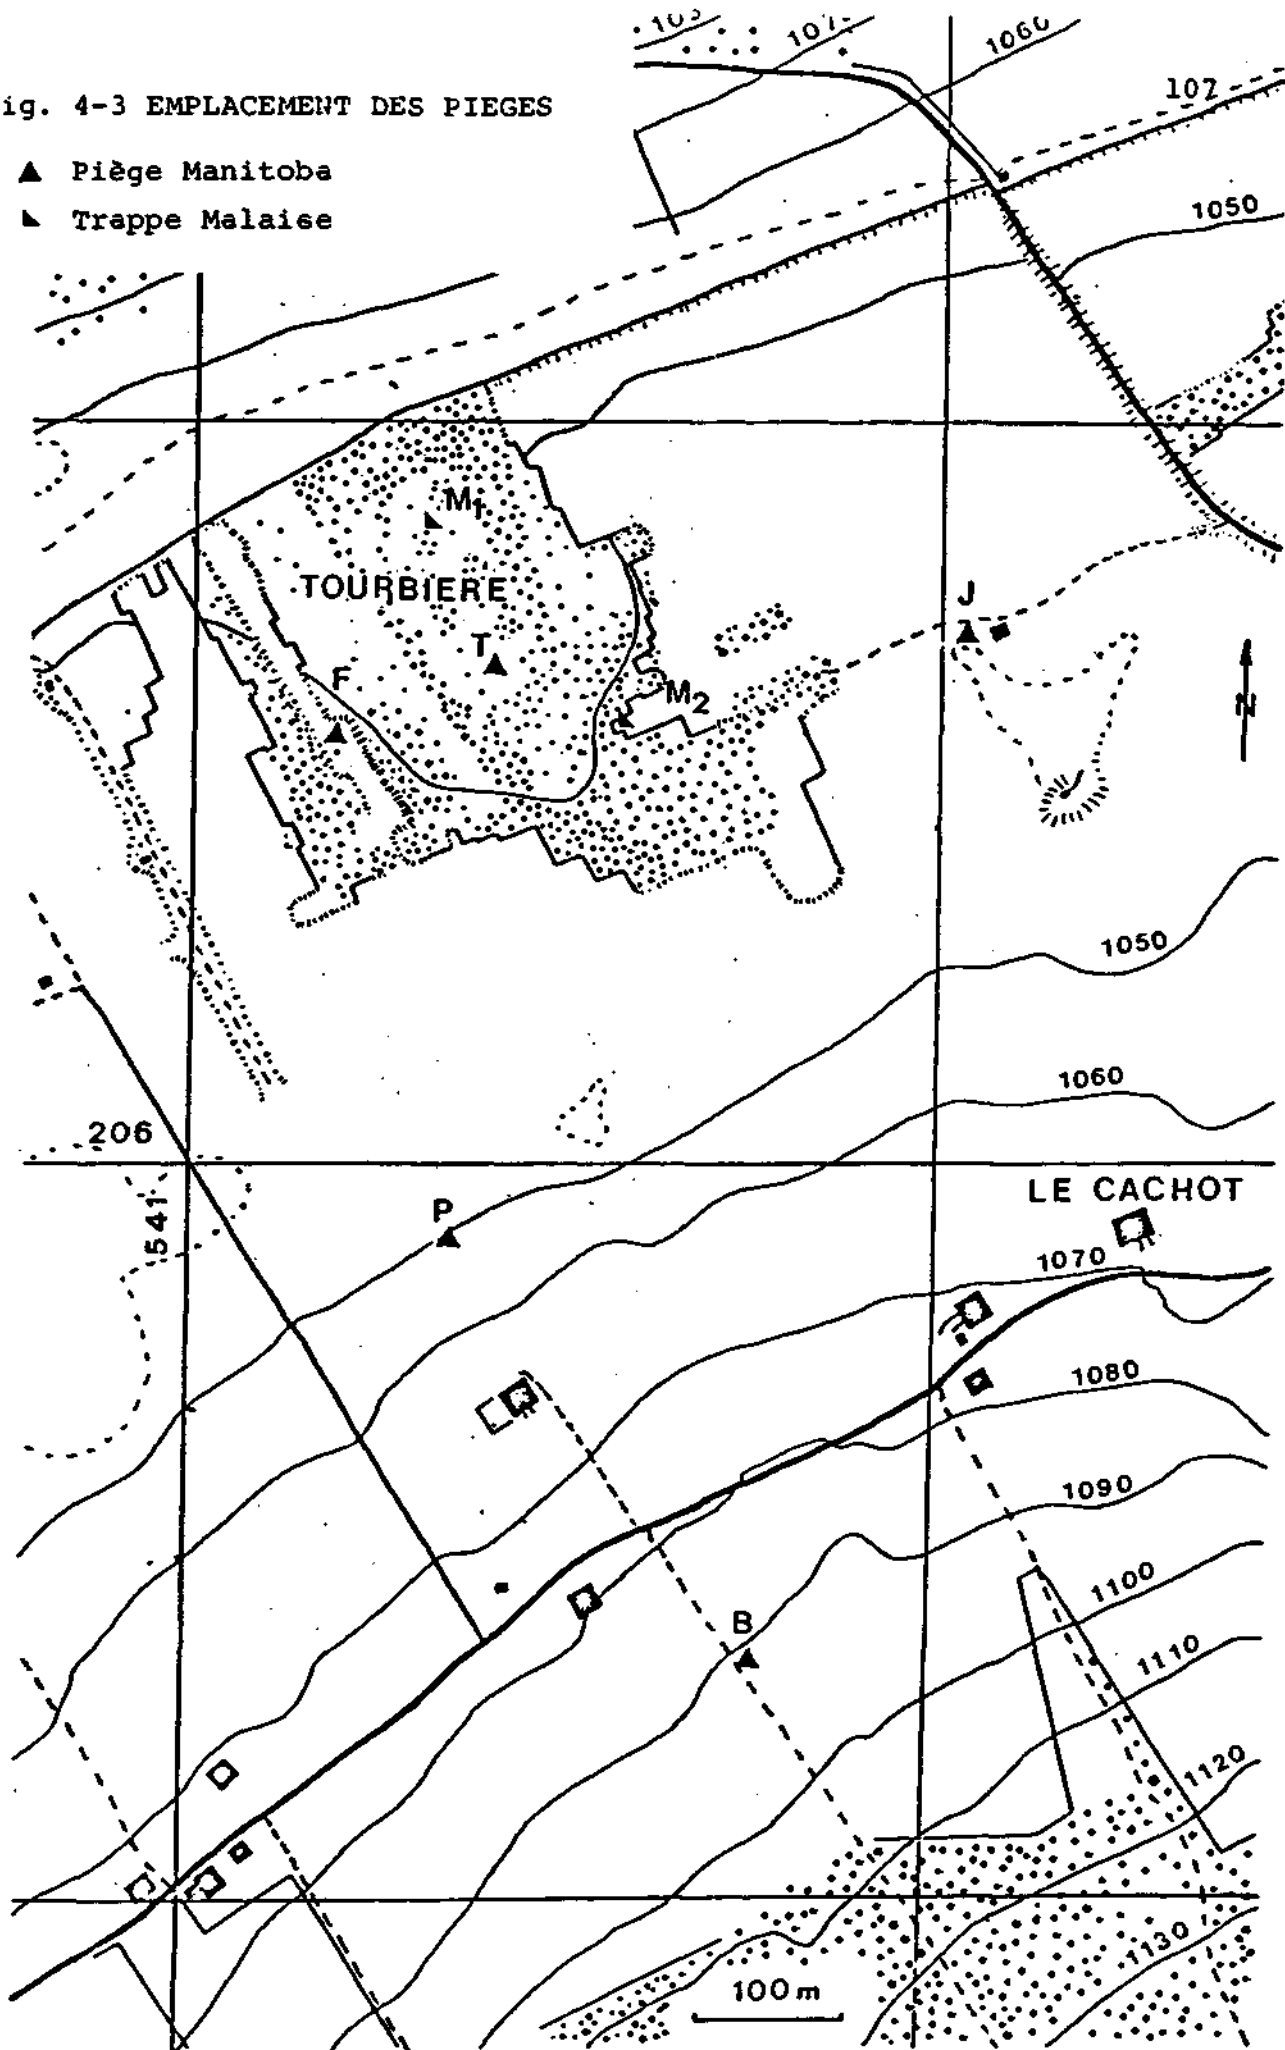 ig. 4-3 EMPLACEMENT DES PIEGES
Piège Manitoba
Trappe Malaise
1060
107
1050
M1
TOURBIERE
J
T
F
M2
N
1050
1060
206
LE CACHOT
541
P
1070
1080
1090
B
1100
1110
1120
1130
100 m